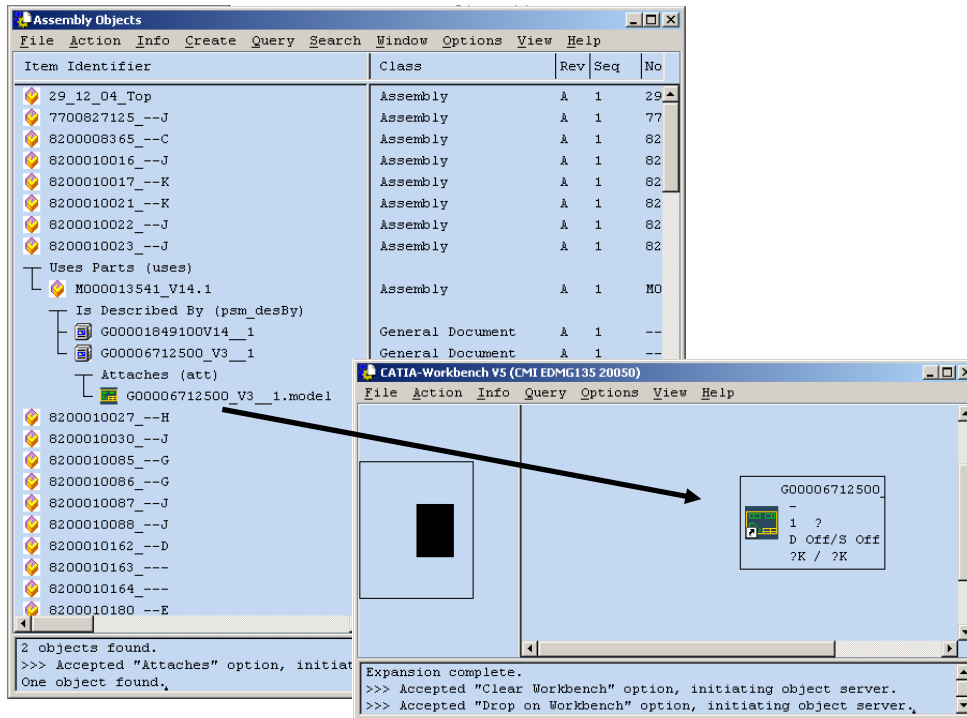 Assembly Objects
File Action Info Create Query Search Window Options View Help
Item Identifier Class Rev Seq No
29_12_04_Top Assembly A 1 29
7700827125_--J Assembly A 1 77
8200008365_--C Assembly A 1 82
8200010016_--J Assembly A 1 82
8200010017_--K Assembly A 1 82
8200010021_--K Assembly A 1 82
8200010022_--J Assembly A 1 82
8200010023_--J Assembly A 1 82
Uses Parts (uses)
M000013541_V14.1 Assembly A 1 M0
Is Described By (psm_desBy)
G00001849100V14__1 General Document A 1 --
G00006712500_V3__1 General Document A 1 --
Attaches (att)
G00006712500_V3__1.model
8200010027_--H
8200010030_--J
8200010085_--G
8200010086_--G
8200010087_--J
8200010088_--J
8200010162_--D
8200010163_---
8200010164_---
8200010180 --E
2 objects found.
>>> Accepted "Attaches" option, initiat
One object found.
CATIA-Workbench V5 (CMI EDMG135 20050)
File Action Info Query Options View Help
G00006712500_
-
1 ?
D Off/S Off
?K / ?K
Expansion complete.
>>> Accepted "Clear Workbench" option, initiating object server.
>>> Accepted "Drop on Workbench" option, initiating object server.